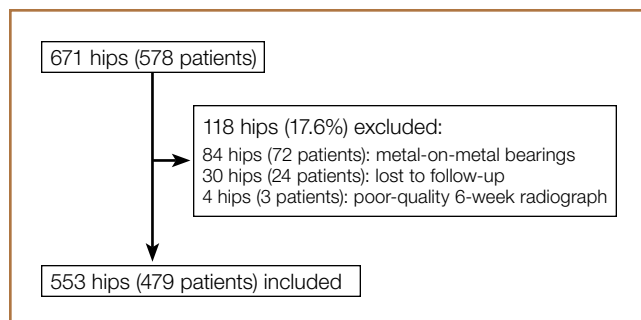 671 hips (578 patients)
118 hips (17.6%) excluded:
84 hips (72 patients): metal-on-metal bearings
30 hips (24 patients): lost to follow-up
4 hips (3 patients): poor-quality 6-week radiograph
553 hips (479 patients) included